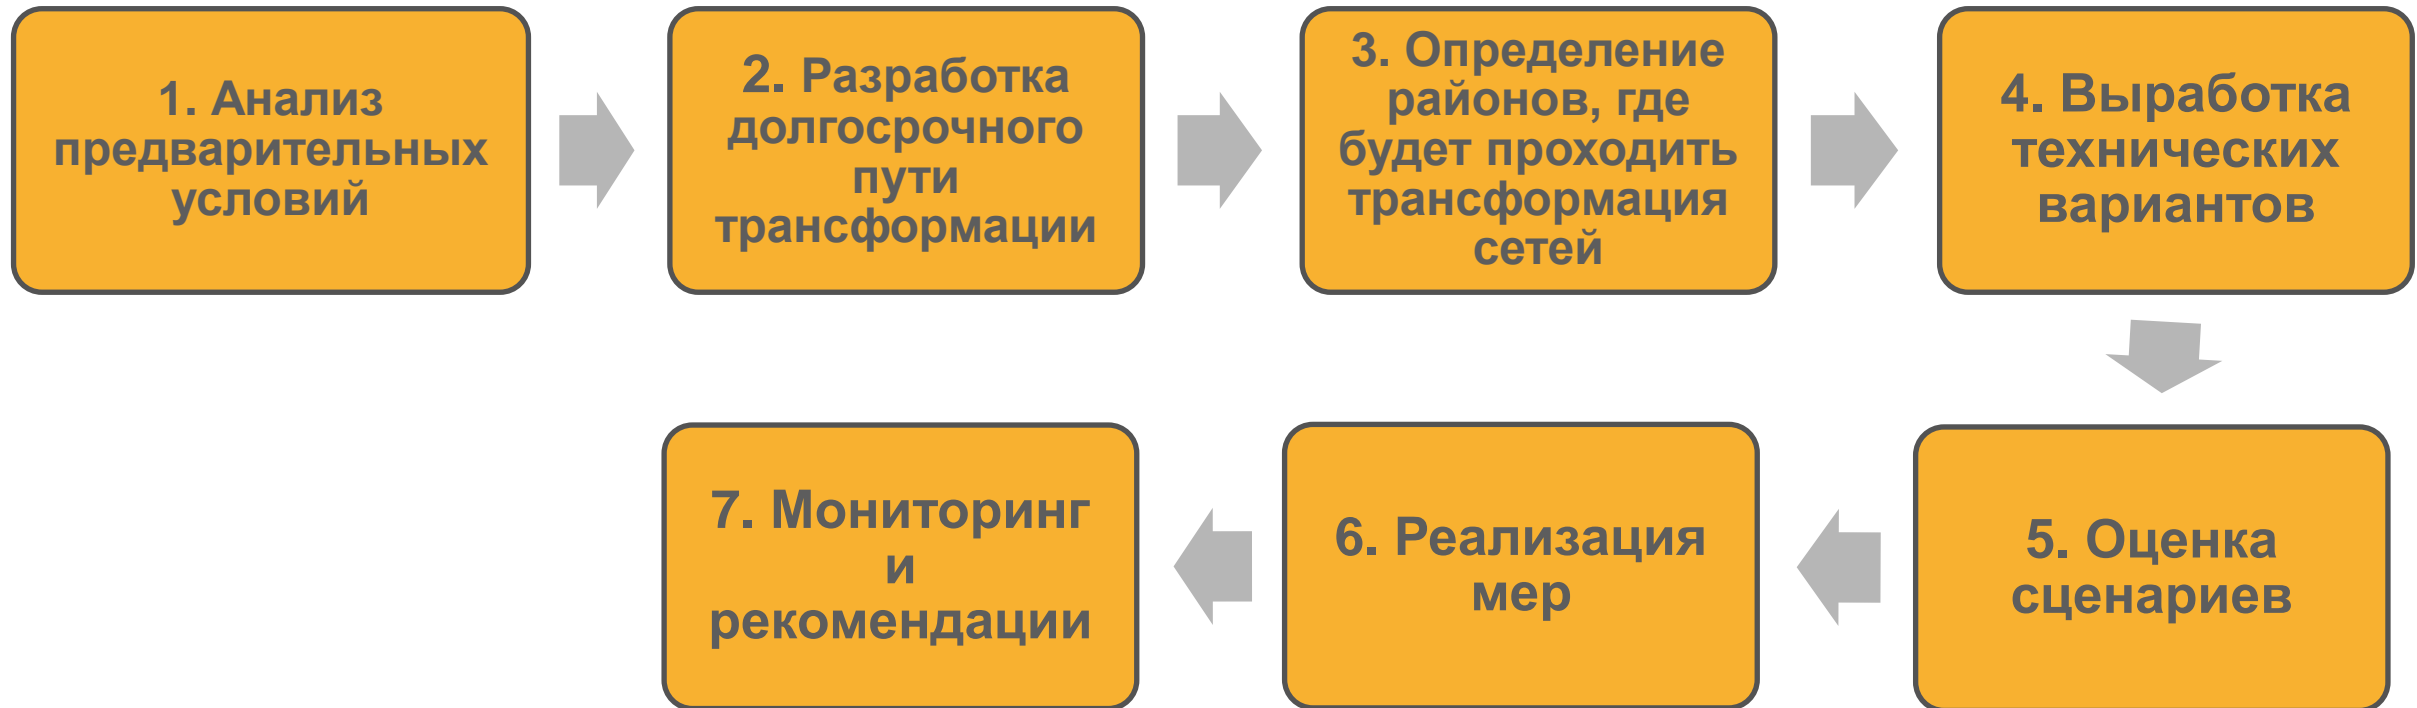 1. Анализ
предварительных
условий
2. Разработка
долгосрочного
пути
трансформации
3. Определение
районов, где
будет проходить
трансформация
сетей
4. Выработка
технических
вариантов
5. Оценка
сценариев
6. Реализация
мер
7. Мониторинг
и
рекомендации